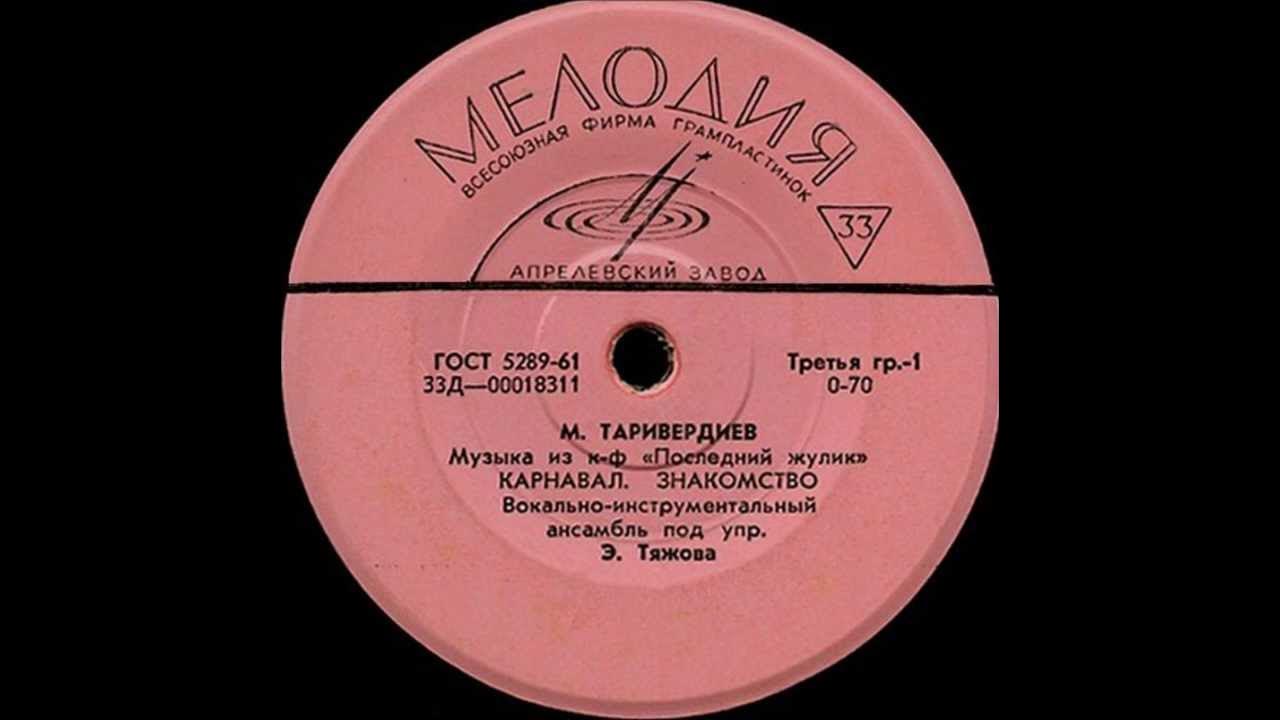 МЕЛОДИЯ
ВСЕСОЮЗНАЯ ФИРМА ГРАМПЛАСТИНОК
33
АПРЕЛЕВСКИЙ ЗАВОД
ГОСТ 5289-61 Третья гр.-1
33Д—00018311 0-70
М. ТАРИВЕРДИЕВ
Музыка из к-ф «Последний жулик»
КАРНАВАЛ. ЗНАКОМСТВО
Вокально-инструментальный
ансамбль под упр.
Э. Тяжова